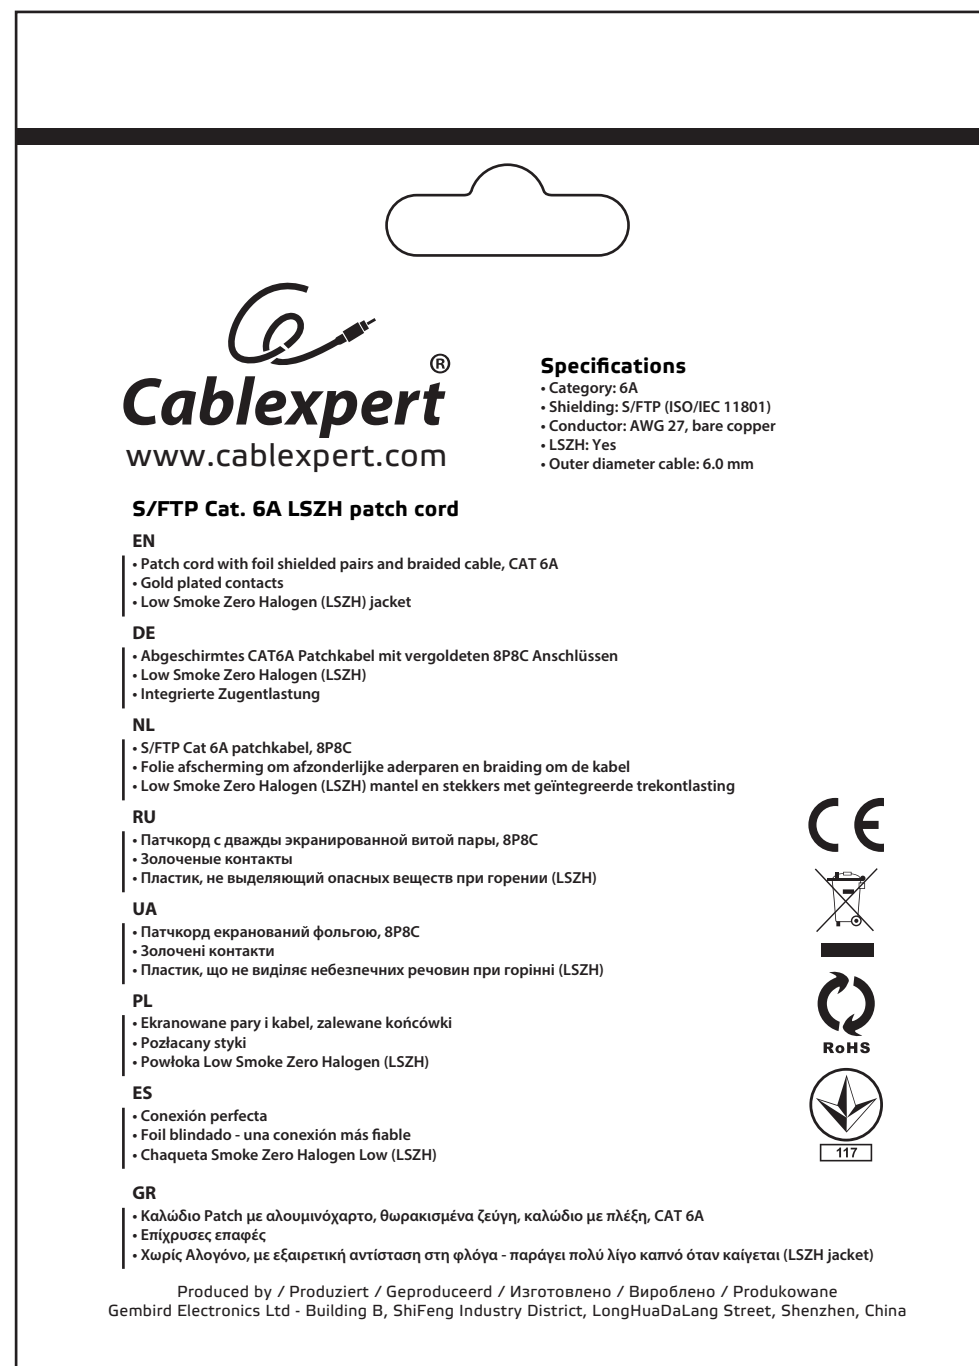 Cablexpert®
www.cablexpert.com
Specifications
• Category: 6A
• Shielding: S/FTP (ISO/IEC 11801)
• Conductor: AWG 27, bare copper
• LSZH: Yes
• Outer diameter cable: 6.0 mm
S/FTP Cat. 6A LSZH patch cord
EN
• Patch cord with foil shielded pairs and braided cable, CAT 6A
• Gold plated contacts
• Low Smoke Zero Halogen (LSZH) jacket
DE
• Abgeschirmtes CAT6A Patchkabel mit vergoldeten 8P8C Anschlüssen
• Low Smoke Zero Halogen (LSZH)
• Integrierte Zugentlastung
NL
• S/FTP Cat 6A patchkabel, 8P8C
• Folie afscherming om afzonderlijke aderparen en braiding om de kabel
• Low Smoke Zero Halogen (LSZH) mantel en stekkers met geïntegreerde trekontlasting
RU
• Патчкорд с дважды экранированной витой пары, 8P8C
• Золоченые контакты
• Пластик, не выделяющий опасных веществ при горении (LSZH)
UA
• Патчкорд екранований фольгою, 8P8C
• Золочені контакти
• Пластик, що не виділяє небезпечних речовин при горінні (LSZH)
PL
• Ekranowane pary i kabel, zalewane końcówki
• Pozłacany styki
• Powłoka Low Smoke Zero Halogen (LSZH)
ES
• Conexión perfecta
• Foil blindado - una conexión más fiable
• Chaqueta Smoke Zero Halogen Low (LSZH)
GR
• Καλώδιο Patch με αλουμινόχαρτο, θωρακισμένα ζεύγη, καλώδιο με πλέξη, CAT 6A
• Επίχρυσες επαφές
• Χωρίς Αλογόνο, με εξαιρετική αντίσταση στη φλόγα - παράγει πολύ λίγο καπνό όταν καίγεται (LSZH jacket)
CE
RoHS
117
Produced by / Produziert / Geproduceerd / Изготовлено / Вироблено / Produkowane
Gembird Electronics Ltd - Building B, ShiFeng Industry District, LongHuaDaLang Street, Shenzhen, China